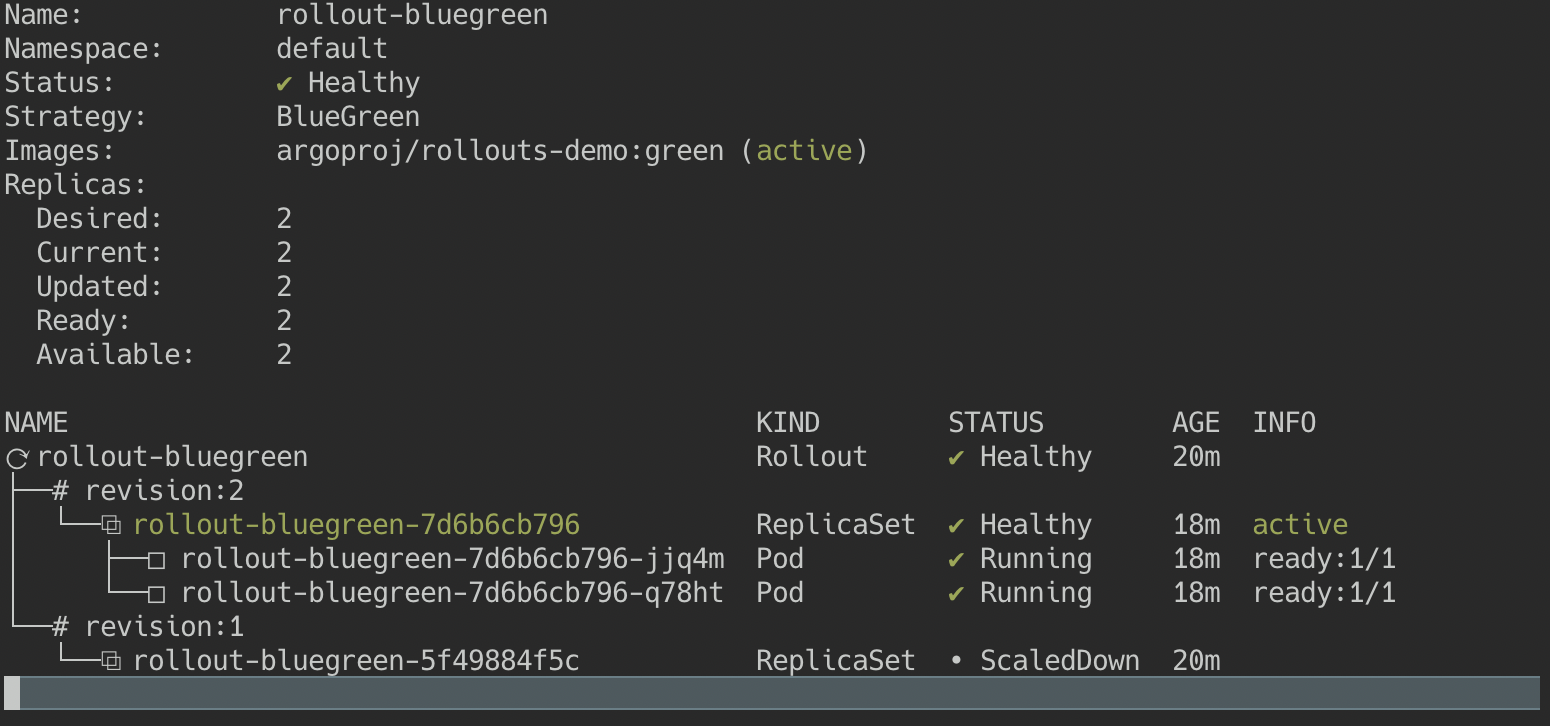 Name: rollout-bluegreen
Namespace: default
Status: ✔ Healthy
Strategy: BlueGreen
Images: argoproj/rollouts-demo:green (active)
Replicas:
Desired: 2
Current: 2
Updated: 2
Ready: 2
Available: 2
NAME KIND STATUS AGE INFO
⟳ rollout-bluegreen Rollout ✔ Healthy 20m
├──# revision:2
│  └──⧉ rollout-bluegreen-7d6b6cb796 ReplicaSet ✔ Healthy 18m active
│     ├──□ rollout-bluegreen-7d6b6cb796-jjq4m Pod ✔ Running 18m ready:1/1
│     └──□ rollout-bluegreen-7d6b6cb796-q78ht Pod ✔ Running 18m ready:1/1
└──# revision:1
   └──⧉ rollout-bluegreen-5f49884f5c ReplicaSet • ScaledDown 20m